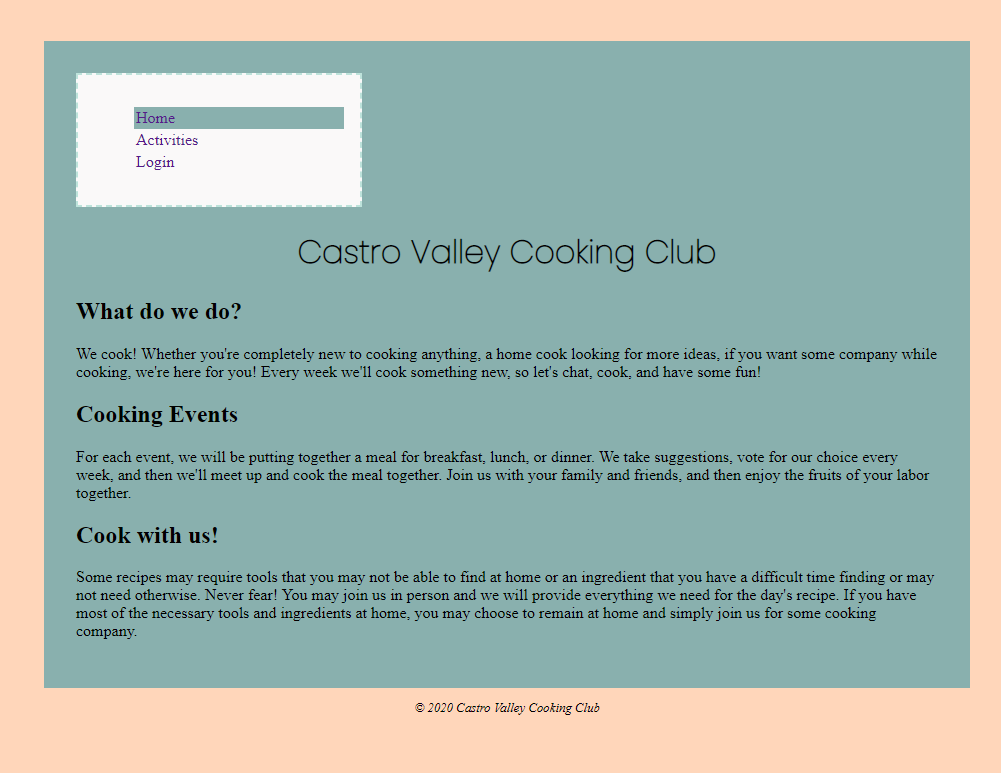 Home
Activities
Login
Castro Valley Cooking Club
What do we do?
We cook! Whether you're completely new to cooking anything, a home cook looking for more ideas, if you want some company while
cooking, we're here for you! Every week we'll cook something new, so let's chat, cook, and have some fun!
Cooking Events
For each event, we will be putting together a meal for breakfast, lunch, or dinner. We take suggestions, vote for our choice every
week, and then we'll meet up and cook the meal together. Join us with your family and friends, and then enjoy the fruits of your labor
together.
Cook with us!
Some recipes may require tools that you may not be able to find at home or an ingredient that you have a difficult time finding or may
not need otherwise. Never fear! You may join us in person and we will provide everything we need for the day's recipe. If you have
most of the necessary tools and ingredients at home, you may choose to remain at home and simply join us for some cooking
company.
© 2020 Castro Valley Cooking Club